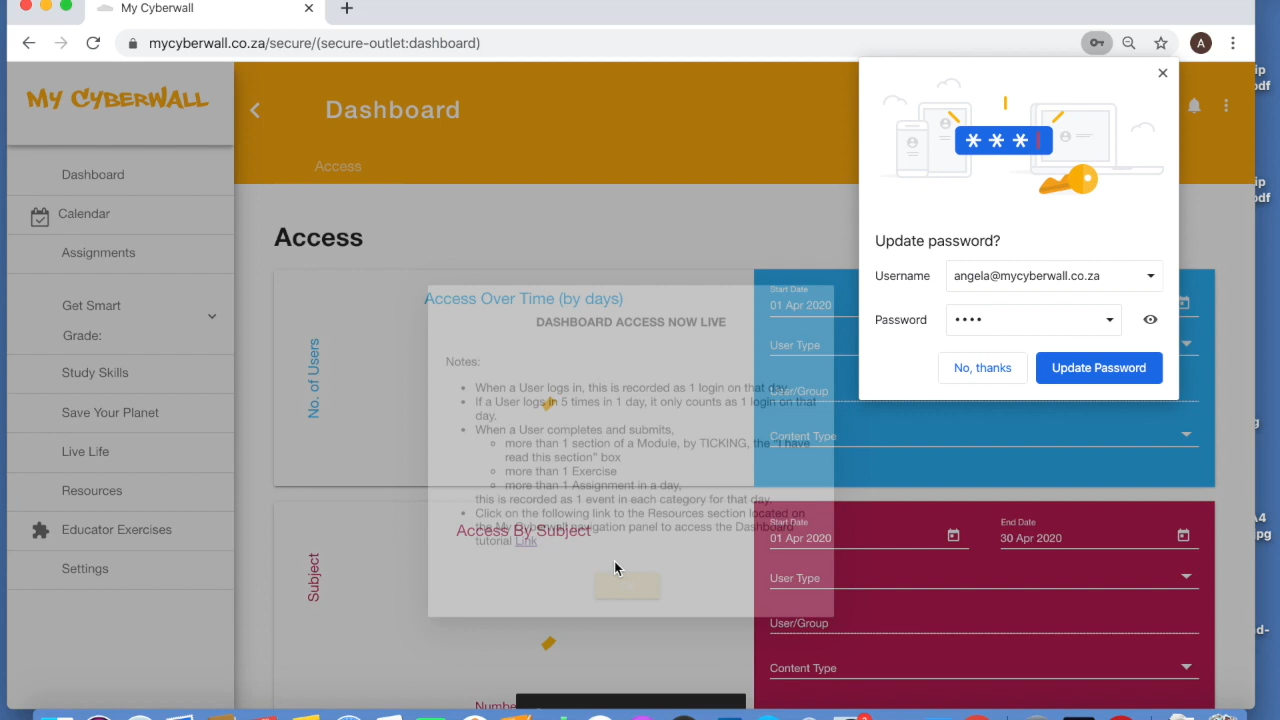 My Cyberwall
mycyberwall.co.za/secure/(secure-outlet:dashboard)
A
MY CYBERWALL
Dashboard
Access
Dashboard
Calendar
Assignments
Get Smart
Grade:
Study Skills
Save Your Planet
Live Life
Resources
Educator Exercises
Settings
Access
No. of Users
Access Over Time (by days)
DASHBOARD ACCESS NOW LIVE
Notes:
• When a User logs in, this is recorded as 1 login on that day.
• If a User logs in 5 times in 1 day, it only counts as 1 login on that
day.
• When a User completes and submits,
more than 1 section of a Module, by TICKING, the "I have
read this section" box
more than 1 Exercise
more than 1 Assignment in a day,
this is recorded as 1 event in each category for that day.
• Click on the following link to the Resources section located on
the My Cyberwall navigation panel to access the Dashboard
tutorial Link
Start Date
01 Apr 2020
User Type
User/Group
Content Type
* * *
Update password?
Username angela@mycyberwall.co.za
Password ••••
No, thanks Update Password
Subject
Access By Subject
Start Date
01 Apr 2020
End Date
30 Apr 2020
User Type
User/Group
Content Type
Numbe
ip
odf
ip
odf
g
A4
jpg
d-